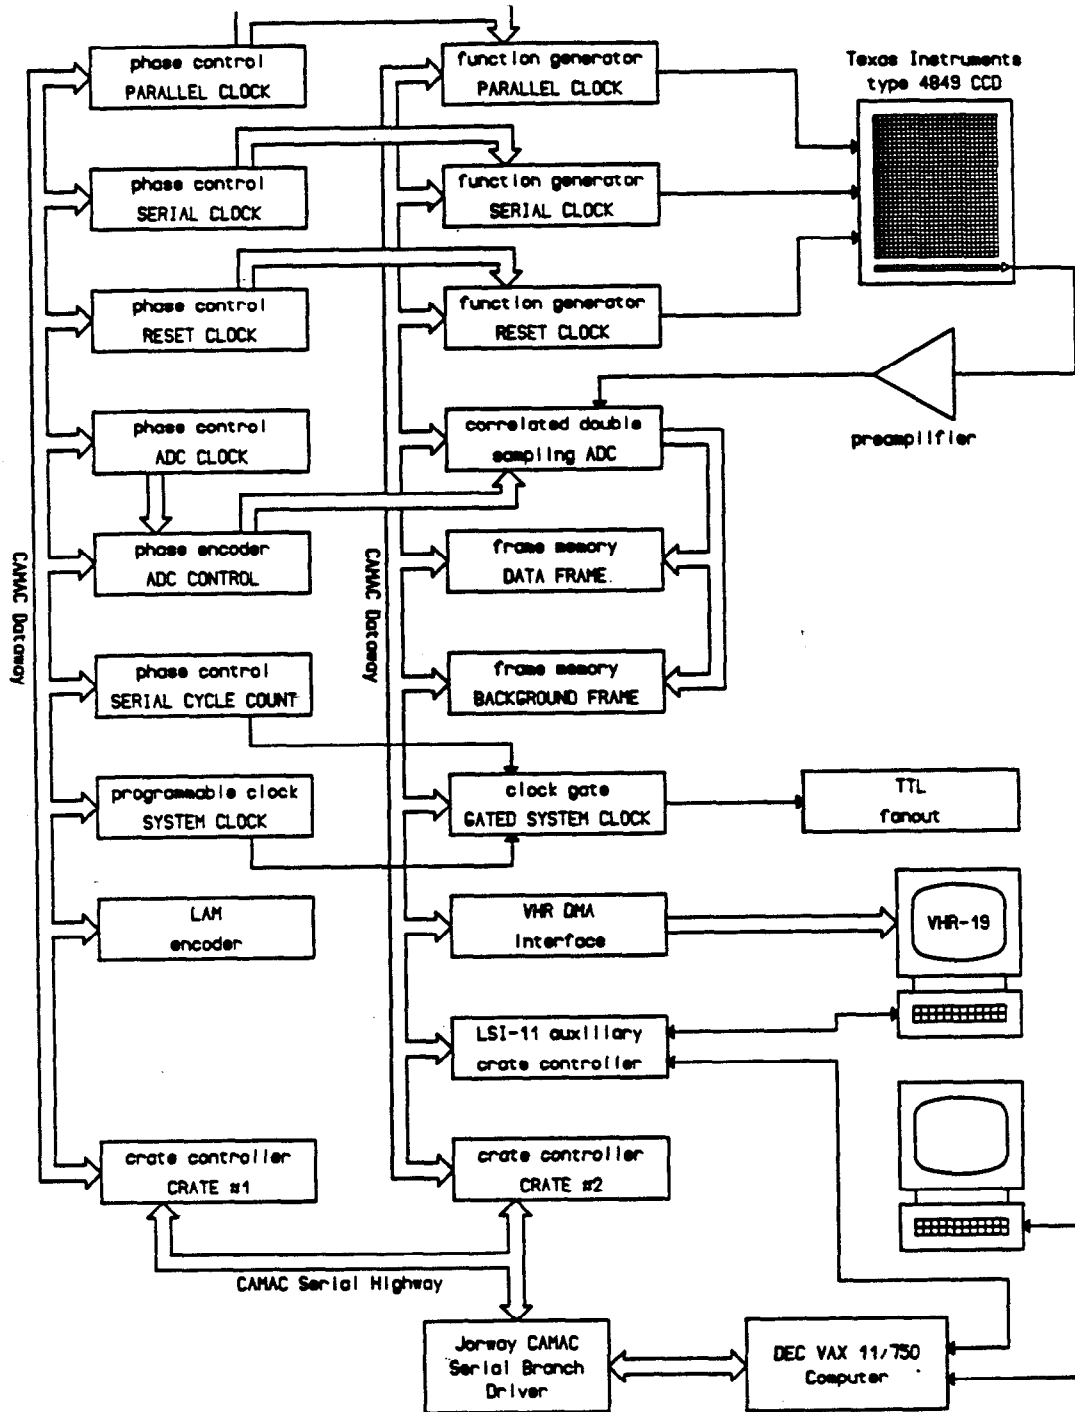 phase control
PARALLEL CLOCK
function generator
PARALLEL CLOCK
Texas Instruments
type 4849 CCD
phase control
SERIAL CLOCK
function generator
SERIAL CLOCK
phase control
RESET CLOCK
function generator
RESET CLOCK
phase control
ADC CLOCK
correlated double
sampling ADC
preamplifier
CAMAC Dataway
phase encoder
ADC CONTROL
CAMAC Dataway
frame memory
DATA FRAME
phase control
SERIAL CYCLE COUNT
frame memory
BACKGROUND FRAME
programmable clock
SYSTEM CLOCK
clock gate
GATED SYSTEM CLOCK
TTL
fanout
LAM
encoder
VHR DMA
Interface
VHR-19
LSI-11 auxiliary
crate controller
crate controller
CRATE #1
crate controller
CRATE #2
CAMAC Serial Highway
Jorway CAMAC
Serial Branch
Driver
DEC VAX 11/750
Computer